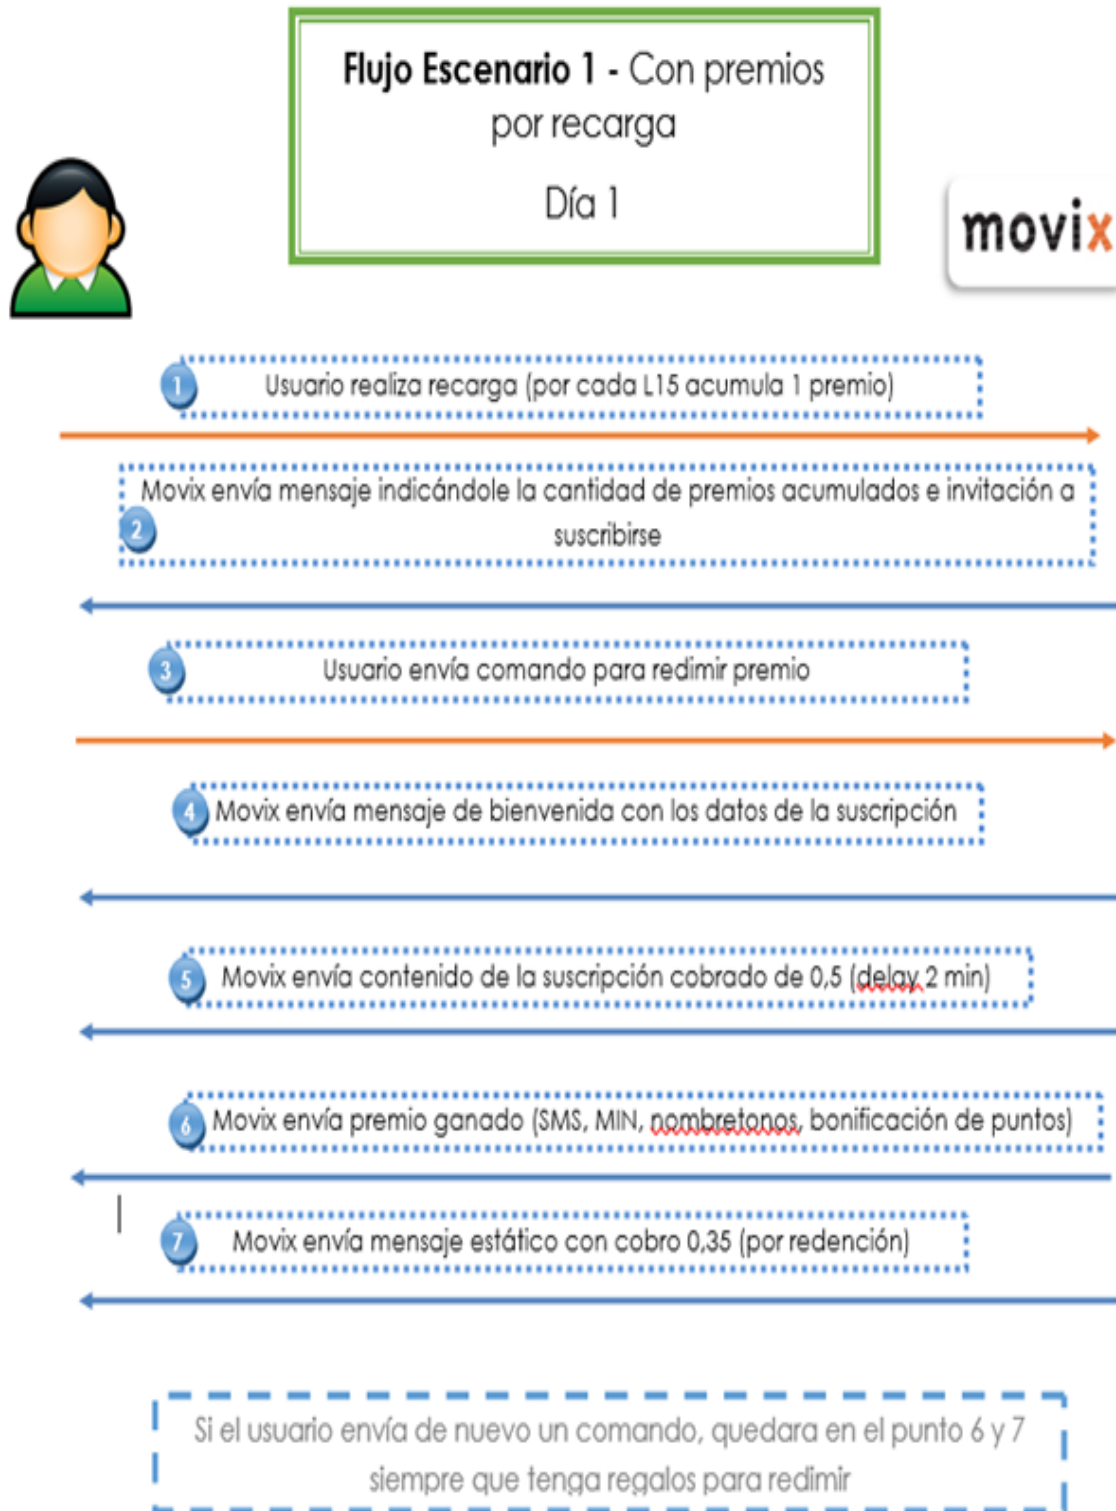 Flujo Escenario 1 - Con premios
por recarga
Día 1
movix
1
Usuario realiza recarga (por cada L15 acumula 1 premio)
Movix envía mensaje indicándole la cantidad de premios acumulados e invitación a
2
suscribirse
3
Usuario envía comando para redimir premio
4
Movix envía mensaje de bienvenida con los datos de la suscripción
5
Movix envía contenido de la suscripción cobrado de 0,5 (delay 2 min)
6
Movix envía premio ganado (SMS, MIN, nombretonos, bonificación de puntos)
7
Movix envía mensaje estático con cobro 0,35 (por redención)
Si el usuario envía de nuevo un comando, quedara en el punto 6 y 7
siempre que tenga regalos para redimir